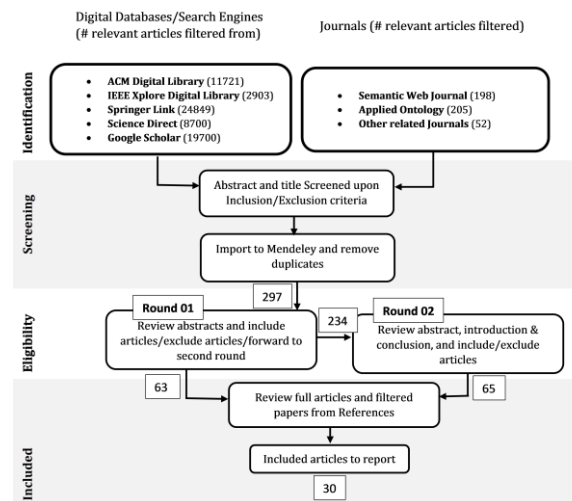 Digital Databases/Search Engines
(# relevant articles filtered from)
Journals (# relevant articles filtered)
Identification
• ACM Digital Library (11721)
• IEEE Xplore Digital Library (2903)
• Springer Link (24849)
• Science Direct (8700)
• Google Scholar (19700)
• Semantic Web Journal (198)
• Applied Ontology (205)
• Other related Journals (52)
Screening
Abstract and title Screened upon
Inclusion/Exclusion criteria
Import to Mendeley and remove
duplicates
297
Eligibility
Round 01
Review abstracts and include
articles/exclude articles/forward to
second round
234
Round 02
Review abstract, introduction &
conclusion, and include/exclude
articles
63
65
Included
Review full articles and filtered
papers from References
Included articles to report
30